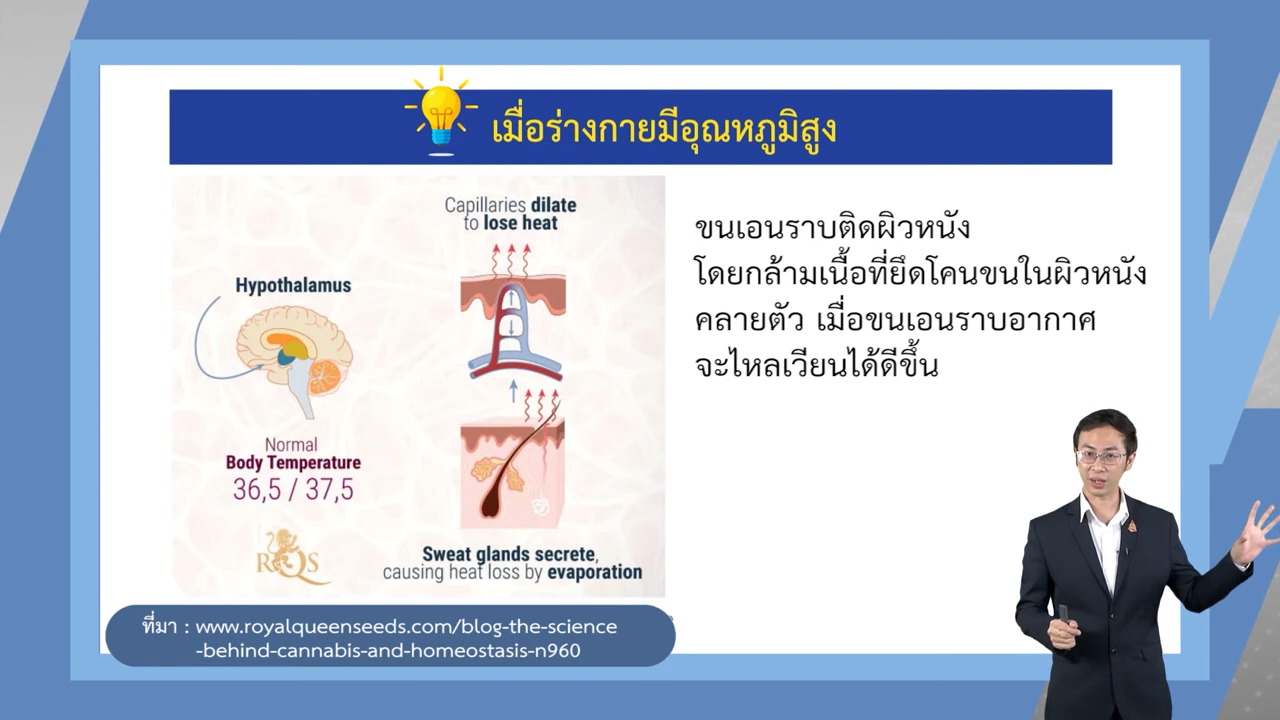 เมื่อร่างกายมีอุณหภูมิสูง
Capillaries dilate
to lose heat
Hypothalamus
Normal
Body Temperature
36,5 / 37,5
RQS
Sweat glands secrete,
causing heat loss by evaporation
ขนเอนราบติดผิวหนัง
โดยกล้ามเนื้อที่ยึดโคนขนในผิวหนัง
คลายตัว เมื่อขนเอนราบอากาศ
จะไหลเวียนได้ดีขึ้น
ที่มา : www.royalqueenseeds.com/blog-the-science
-behind-cannabis-and-homeostasis-n960